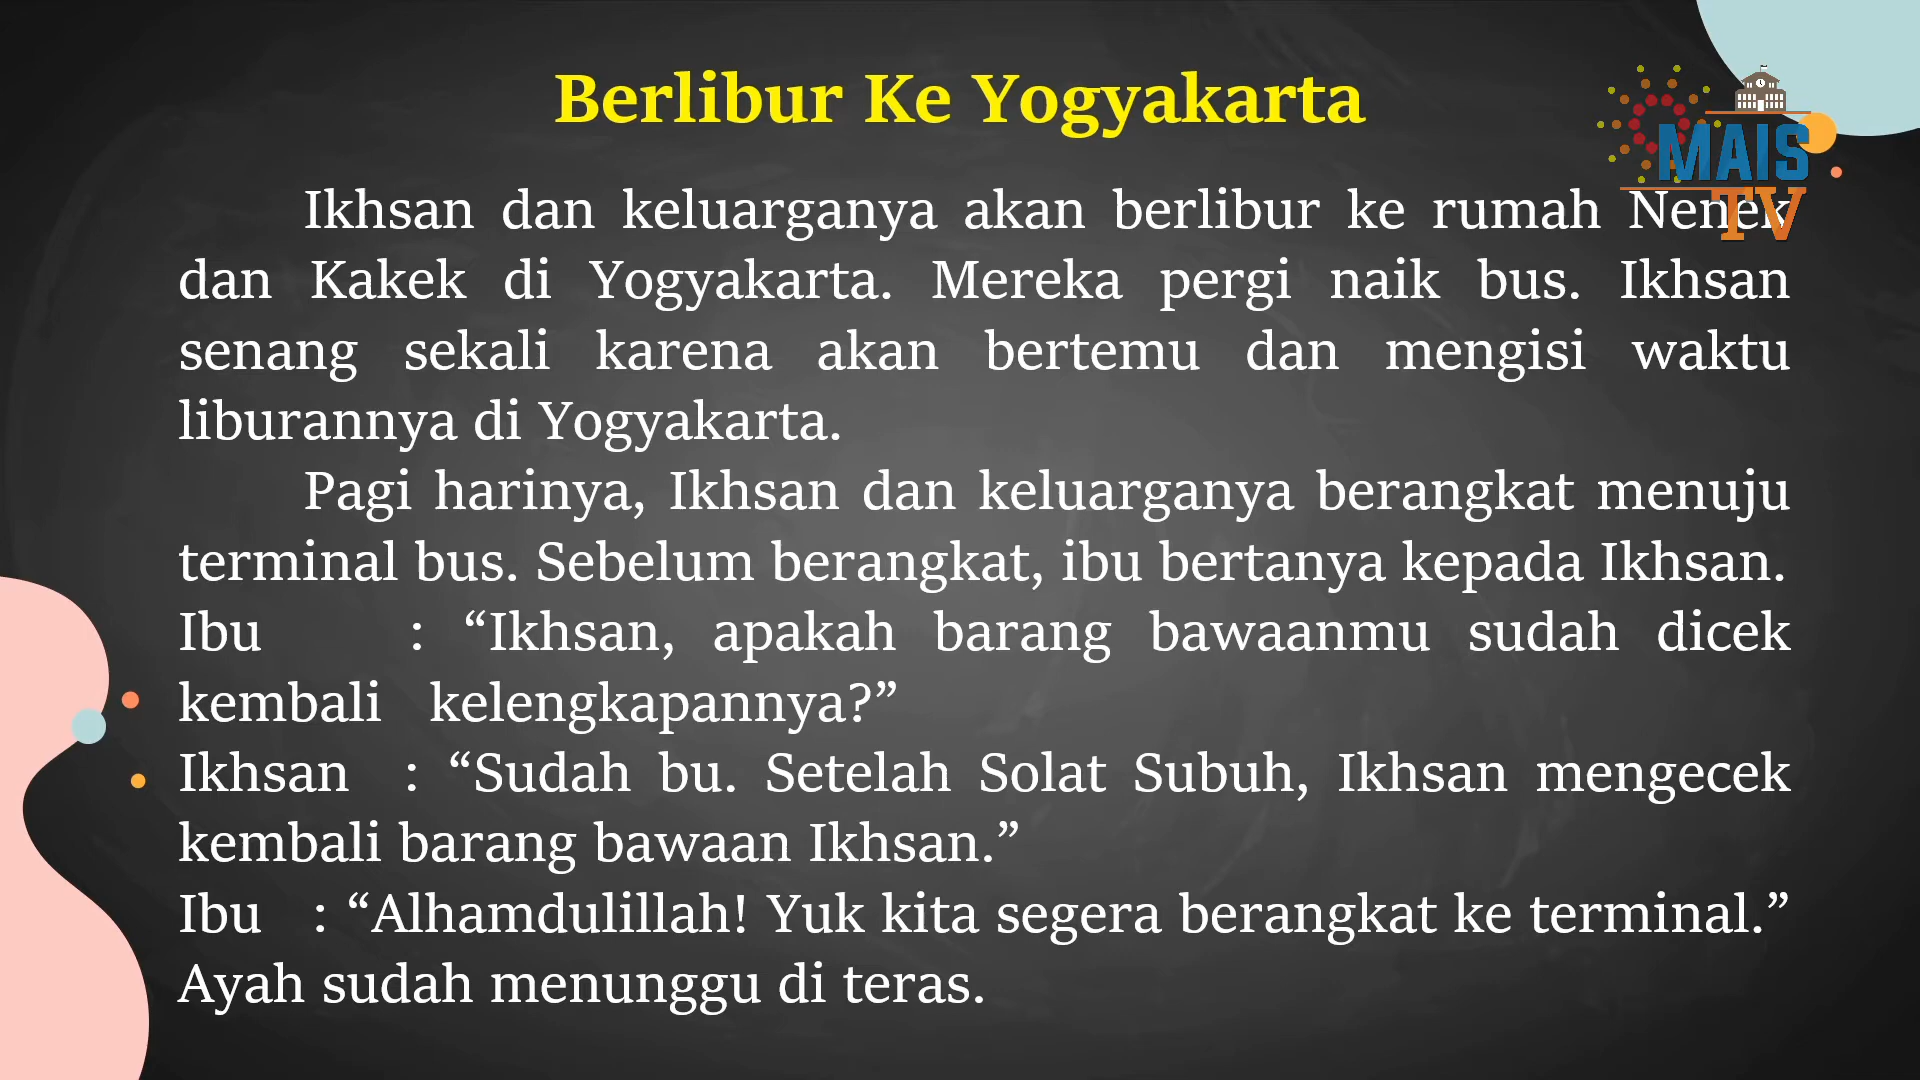 Berlibur Ke Yogyakarta
MAIS
TV
Ikhsan dan keluarganya akan berlibur ke rumah Nenek
dan Kakek di Yogyakarta. Mereka pergi naik bus. Ikhsan
senang sekali karena akan bertemu dan mengisi waktu
liburannya di Yogyakarta.
Pagi harinya, Ikhsan dan keluarganya berangkat menuju
terminal bus. Sebelum berangkat, ibu bertanya kepada Ikhsan.
Ibu : “Ikhsan, apakah barang bawaanmu sudah dicek
kembali kelengkapannya?”
Ikhsan : “Sudah bu. Setelah Solat Subuh, Ikhsan mengecek
kembali barang bawaan Ikhsan.”
Ibu : “Alhamdulillah! Yuk kita segera berangkat ke terminal.”
Ayah sudah menunggu di teras.